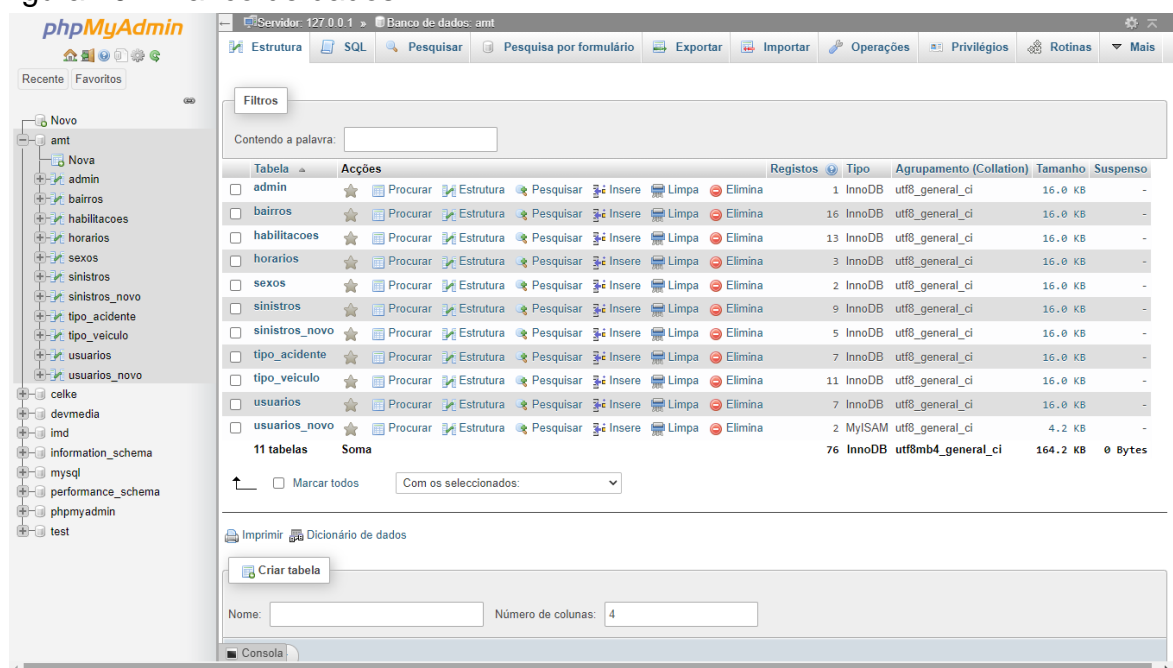 phpMyAdmin
Recente Favoritos
Novo
amt
Nova
admin
bairros
habilitacoes
horarios
sexos
sinistros
sinistros_novo
tipo_acidente
tipo_veiculo
usuarios
usuarios_novo
celke
devmedia
imd
information_schema
mysql
performance_schema
phpmyadmin
test
Servidor: 127.0.0.1 » Banco de dados: amt
Estrutura SQL Pesquisar Pesquisa por formulário Exportar Importar Operações Privilégios Rotinas Mais
Filtros
Contendo a palavra:
Tabela Acções Registos Tipo Agrupamento (Collation) Tamanho Suspenso
admin Procurar Estrutura Pesquisar Insere Limpa Elimina 1 InnoDB utf8_general_ci 16.0 KB -
bairros Procurar Estrutura Pesquisar Insere Limpa Elimina 16 InnoDB utf8_general_ci 16.0 KB -
habilitacoes Procurar Estrutura Pesquisar Insere Limpa Elimina 13 InnoDB utf8_general_ci 16.0 KB -
horarios Procurar Estrutura Pesquisar Insere Limpa Elimina 3 InnoDB utf8_general_ci 16.0 KB -
sexos Procurar Estrutura Pesquisar Insere Limpa Elimina 2 InnoDB utf8_general_ci 16.0 KB -
sinistros Procurar Estrutura Pesquisar Insere Limpa Elimina 9 InnoDB utf8_general_ci 16.0 KB -
sinistros_novo Procurar Estrutura Pesquisar Insere Limpa Elimina 5 InnoDB utf8_general_ci 16.0 KB -
tipo_acidente Procurar Estrutura Pesquisar Insere Limpa Elimina 7 InnoDB utf8_general_ci 16.0 KB -
tipo_veiculo Procurar Estrutura Pesquisar Insere Limpa Elimina 11 InnoDB utf8_general_ci 16.0 KB -
usuarios Procurar Estrutura Pesquisar Insere Limpa Elimina 7 InnoDB utf8_general_ci 16.0 KB -
usuarios_novo Procurar Estrutura Pesquisar Insere Limpa Elimina 2 MyISAM utf8_general_ci 4.2 KB -
11 tabelas Soma 76 InnoDB utf8mb4_general_ci 164.2 KB 0 Bytes
Marcar todos Com os seleccionados:
Imprimir Dicionário de dados
Criar tabela
Nome: Número de colunas: 4
Consola